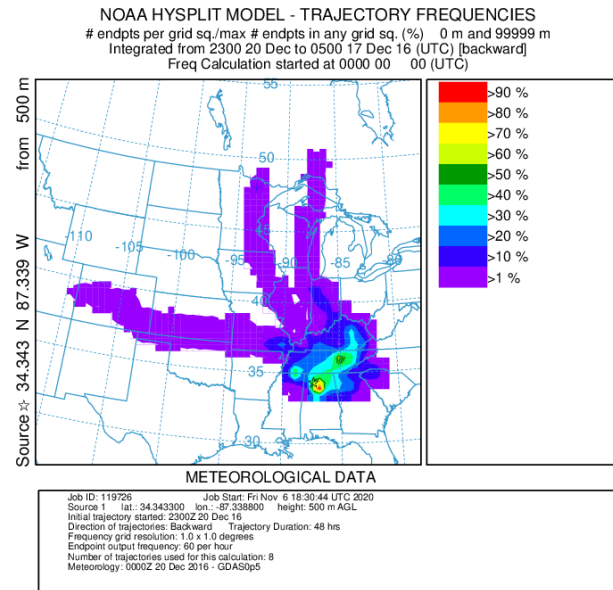 NOAA HYSPLIT MODEL - TRAJECTORY FREQUENCIES
# endpts per grid sq./max # endpts in any grid sq. (%) 0 m and 99999 m
Integrated from 2300 20 Dec to 0500 17 Dec 16 (UTC) [backward]
Freq Calculation started at 0000 00 00 (UTC)
Source ☆ 34.343 N 87.339 W from 500 m
55
50
-110
-105
-100
-95
-90
-85
-80
45
40
35
30
>90 %
>80 %
>70 %
>60 %
>50 %
>40 %
>30 %
>20 %
>10 %
>1 %
METEOROLOGICAL DATA
Job ID: 119726 Job Start: Fri Nov 6 18:30:44 UTC 2020
Source 1 lat.: 34.343300 lon.: -87.338800 height: 500 m AGL
Initial trajectory started: 2300Z 20 Dec 16
Direction of trajectories: Backward Trajectory Duration: 48 hrs
Frequency grid resolution: 1.0 x 1.0 degrees
Endpoint output frequency: 60 per hour
Number of trajectories used for this calculation: 8
Meteorology: 0000Z 20 Dec 2016 - GDAS0p5